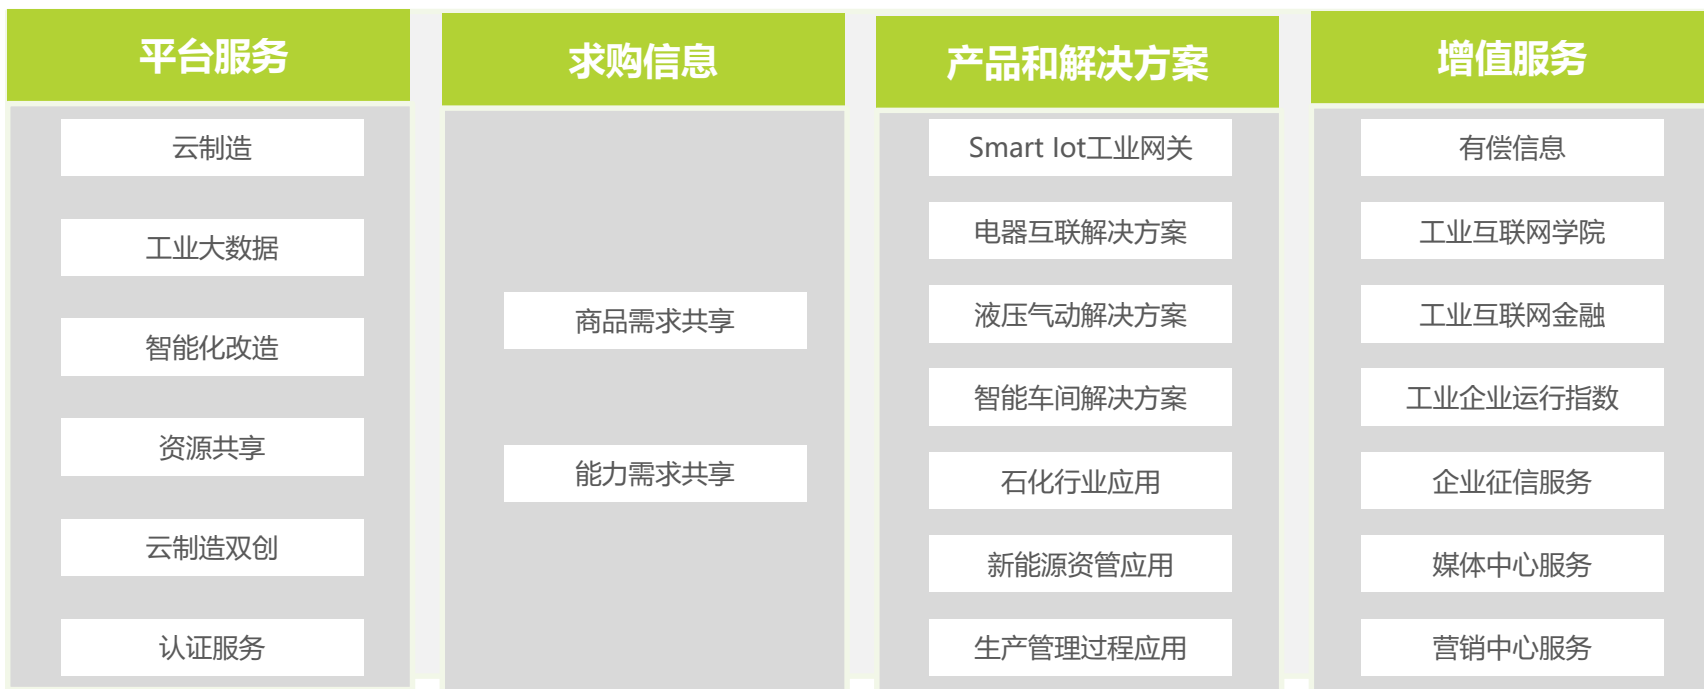 平台服务
云制造
工业大数据
智能化改造
资源共享
云制造双创
认证服务
求购信息
商品需求共享
能力需求共享
产品和解决方案
Smart Iot工业网关
电器互联解决方案
液压气动解决方案
智能车间解决方案
石化行业应用
新能源资管应用
生产管理过程应用
增值服务
有偿信息
工业互联网学院
工业互联网金融
工业企业运行指数
企业征信服务
媒体中心服务
营销中心服务